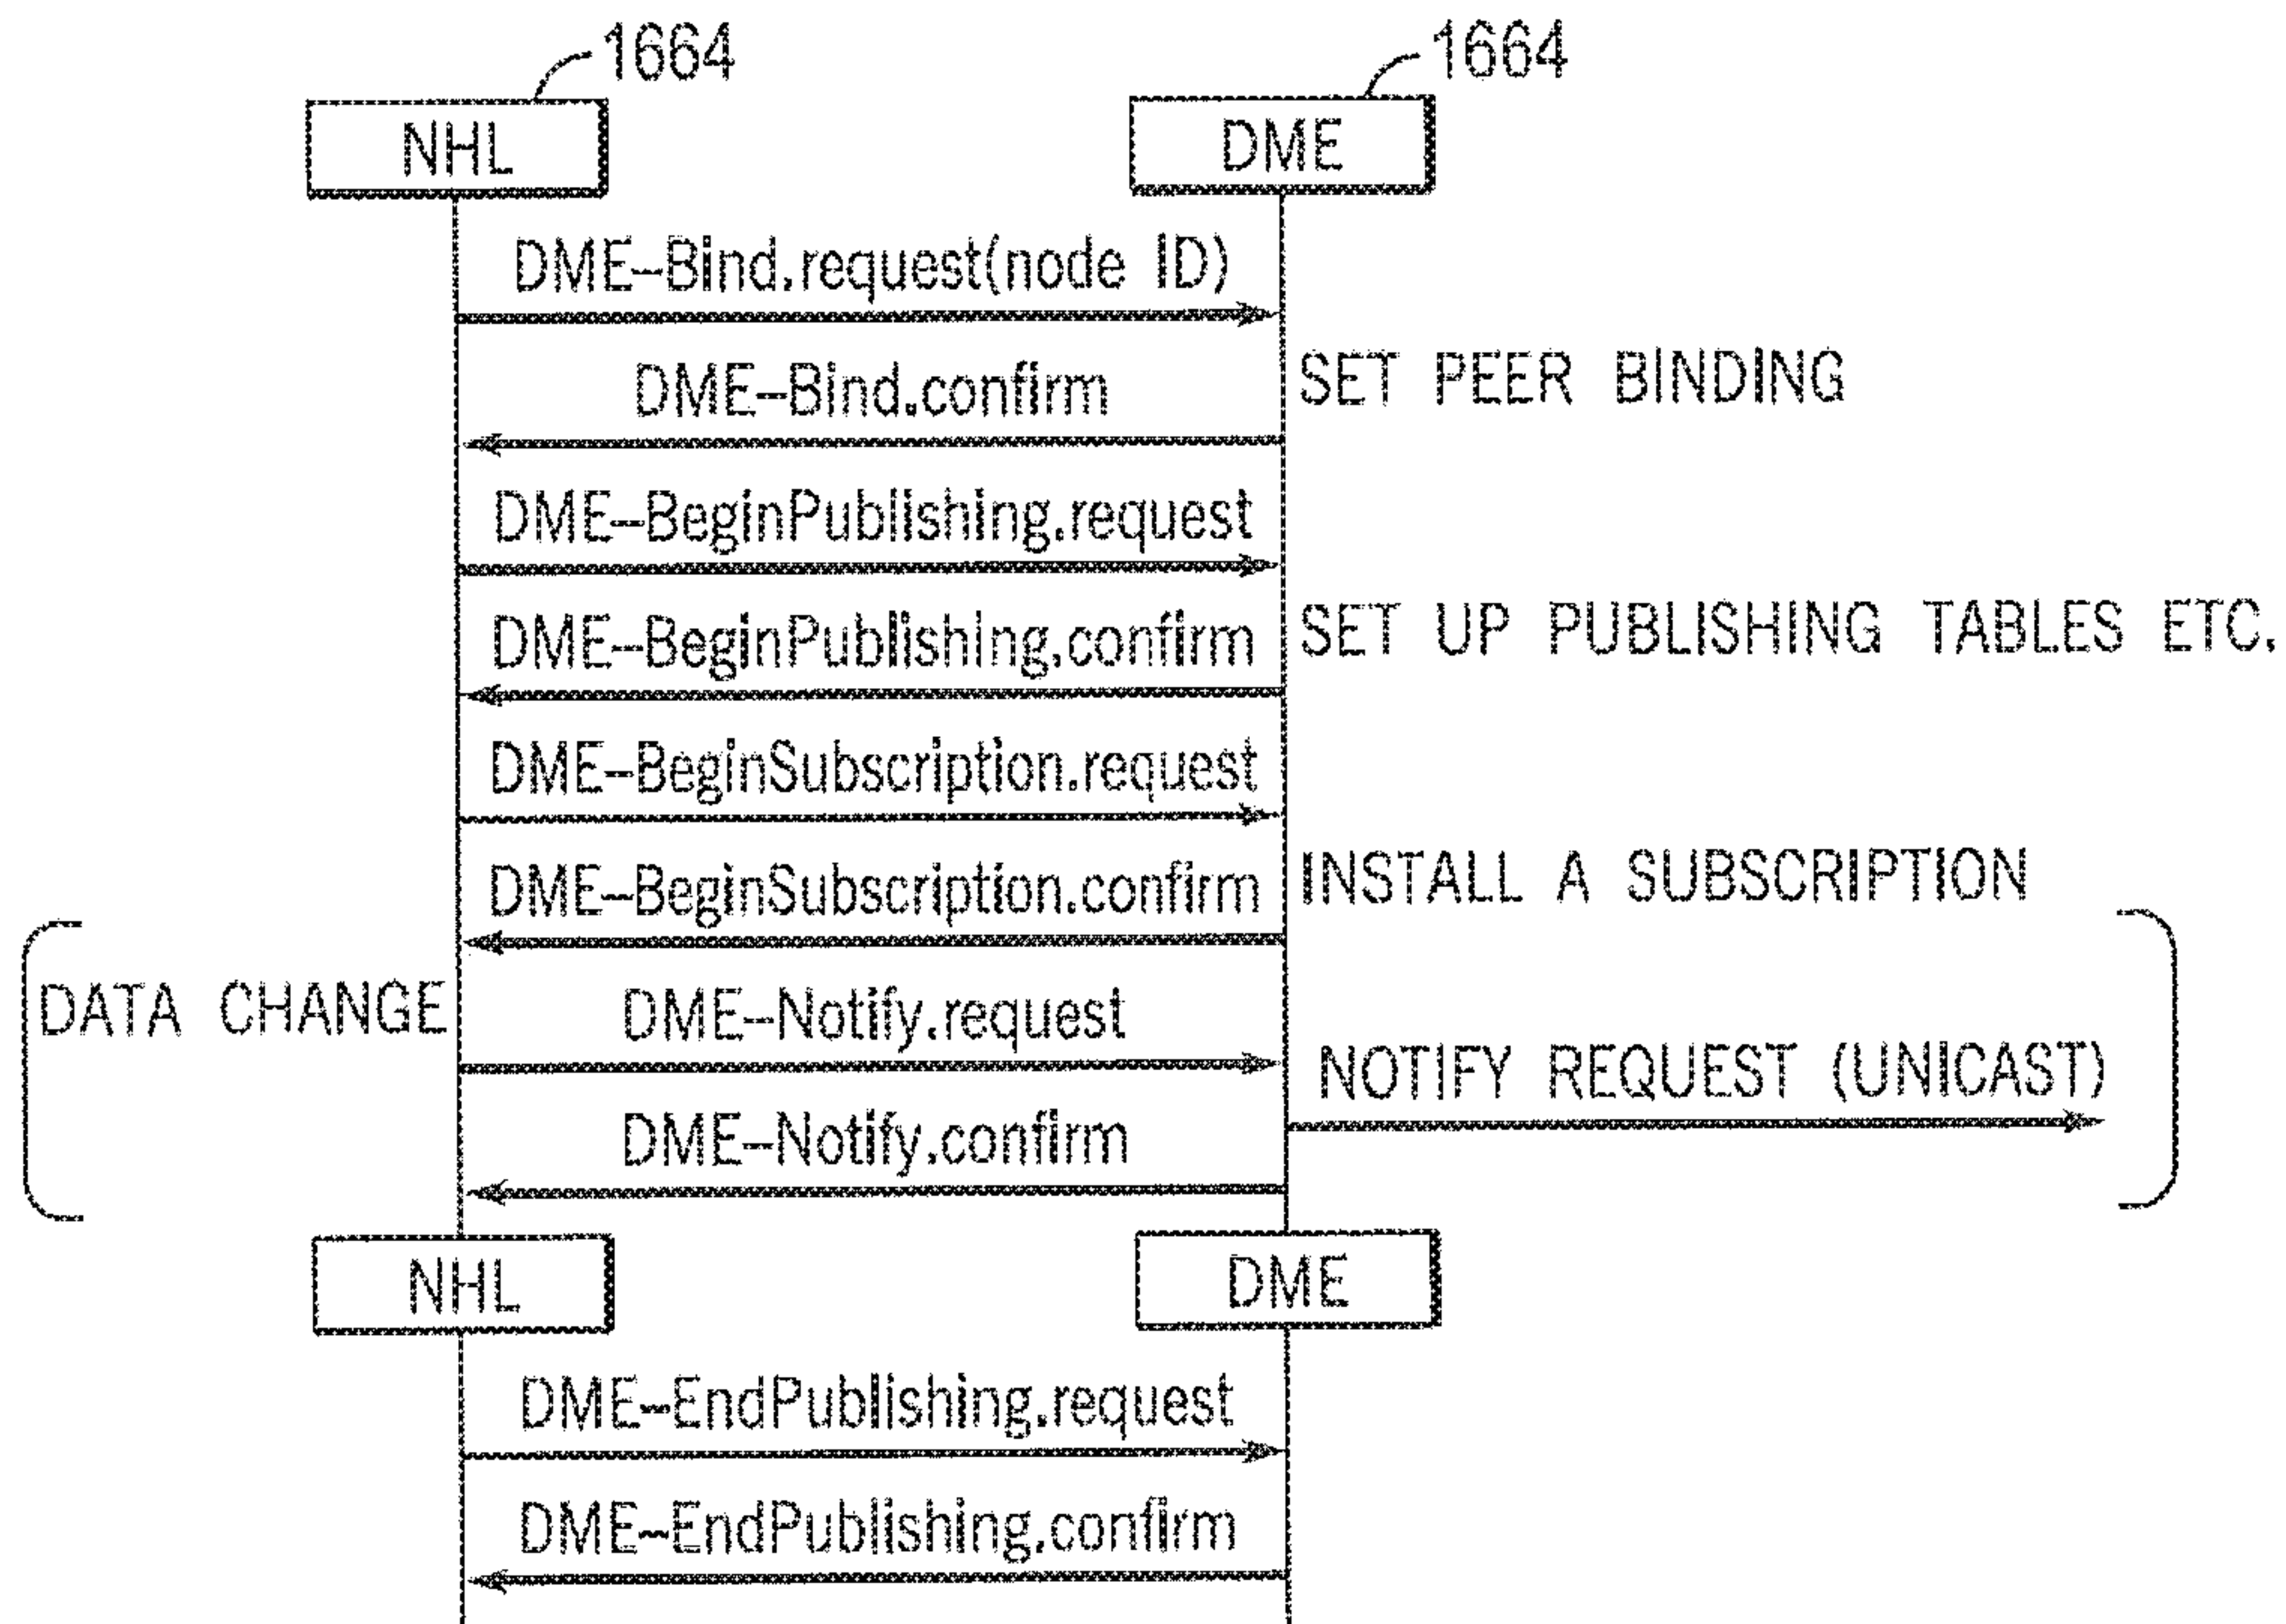 1664 1664
NHL DME
DME–Bind.request(node ID)
DME–Bind.confirm SET PEER BINDING
DME–BeginPublishing.request
DME–BeginPublishing.confirm SET UP PUBLISHING TABLES ETC.
DME–BeginSubscription.request
DME–BeginSubscription.confirm INSTALL A SUBSCRIPTION
DATA CHANGE DME–Notify.request
NOTIFY REQUEST (UNICAST)
DME–Notify.confirm
NHL DME
DME–EndPublishing.request
DME–EndPublishing.confirm